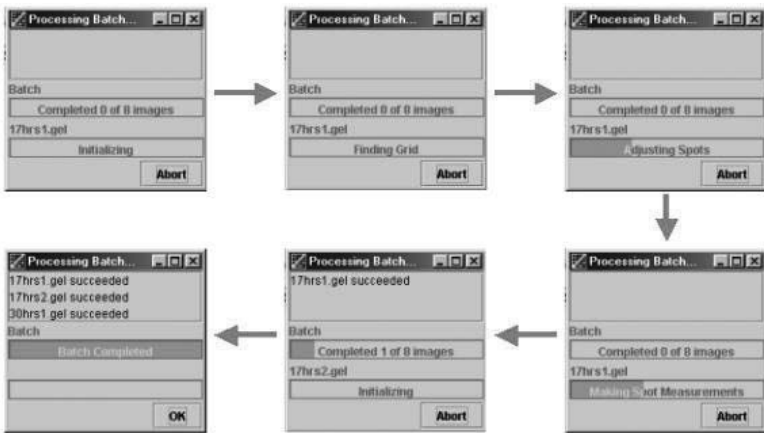 Processing Batch...
Batch
Completed 0 of 8 images
17hrs1.gel
Initializing
Abort
Processing Batch...
Batch
Completed 0 of 8 images
17hrs1.gel
Finding Grid
Abort
Processing Batch...
Batch
Completed 0 of 8 images
17hrs1.gel
Adjusting Spots
Abort
Processing Batch...
Batch
Completed 0 of 8 images
17hrs1.gel
Making Spot Measurements
Abort
Processing Batch...
17hrs1.gel succeeded
Batch
Completed 1 of 8 images
17hrs2.gel
Initializing
Abort
Processing Batch...
17hrs1.gel succeeded
17hrs2.gel succeeded
30hrs1.gel succeeded
Batch
Batch Completed
OK